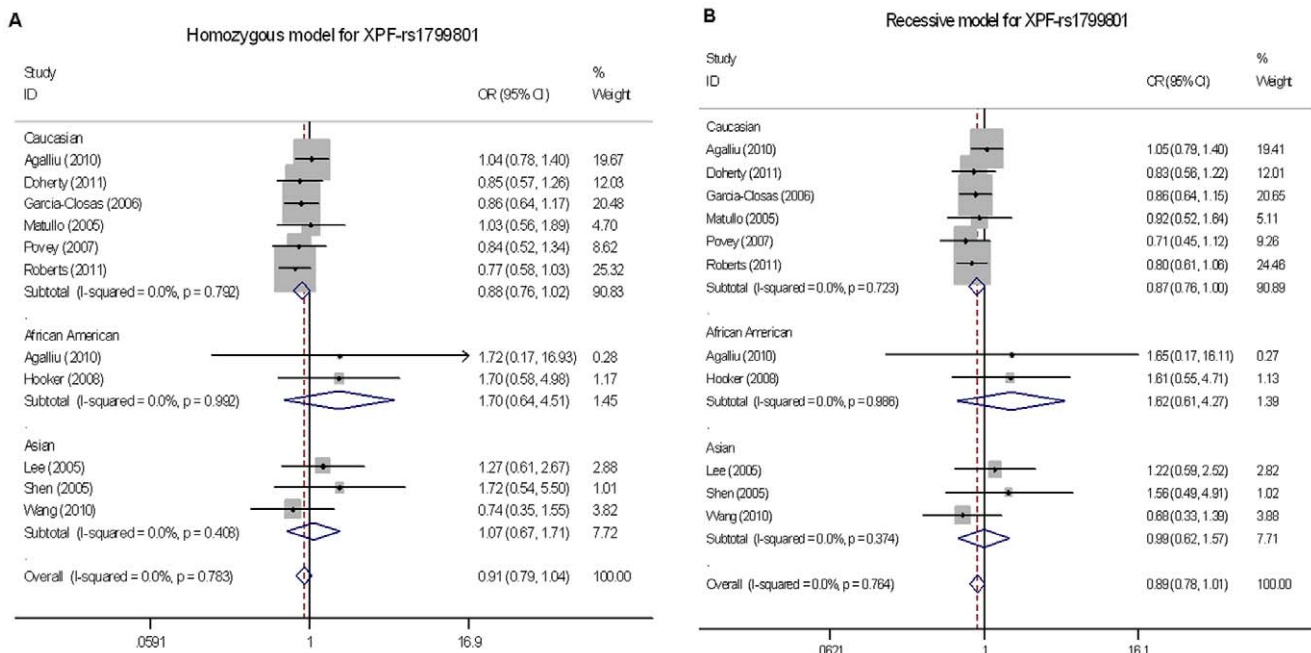 A
Homozygous model for XPF-rs1799801
Study
ID OR (95% CI) % Weight
Caucasian
Agalliu (2010) 1.04 (0.78, 1.40) 19.67
Doherty (2011) 0.85 (0.57, 1.26) 12.03
Garcia-Closas (2006) 0.86 (0.64, 1.17) 20.48
Matullo (2005) 1.03 (0.56, 1.89) 4.70
Povey (2007) 0.84 (0.52, 1.34) 8.62
Roberts (2011) 0.77 (0.58, 1.03) 25.32
Subtotal (I-squared = 0.0%, p = 0.792) 0.88 (0.76, 1.02) 90.83
.
African American
Agalliu (2010) 1.72 (0.17, 16.93) 0.28
Hooker (2008) 1.70 (0.58, 4.98) 1.17
Subtotal (I-squared = 0.0%, p = 0.992) 1.70 (0.64, 4.51) 1.45
.
Asian
Lee (2005) 1.27 (0.61, 2.67) 2.88
Shen (2005) 1.72 (0.54, 5.50) 1.01
Wang (2010) 0.74 (0.35, 1.55) 3.82
Subtotal (I-squared = 0.0%, p = 0.408) 1.07 (0.67, 1.71) 7.72
.
Overall (I-squared = 0.0%, p = 0.783) 0.91 (0.79, 1.04) 100.00
.0591 1 16.9
B
Recessive model for XPF-rs1799801
Study
ID OR (95% CI) % Weight
Caucasian
Agalliu (2010) 1.05 (0.79, 1.40) 19.41
Doherty (2011) 0.83 (0.56, 1.22) 12.01
Garcia-Closas (2006) 0.86 (0.64, 1.15) 20.65
Matullo (2005) 0.92 (0.52, 1.64) 5.11
Povey (2007) 0.71 (0.45, 1.12) 9.26
Roberts (2011) 0.80 (0.61, 1.06) 24.46
Subtotal (I-squared = 0.0%, p = 0.723) 0.87 (0.76, 1.00) 90.89
.
African American
Agalliu (2010) 1.65 (0.17, 16.11) 0.27
Hooker (2008) 1.61 (0.55, 4.71) 1.13
Subtotal (I-squared = 0.0%, p = 0.986) 1.62 (0.61, 4.27) 1.39
.
Asian
Lee (2005) 1.22 (0.59, 2.52) 2.82
Shen (2005) 1.56 (0.49, 4.91) 1.02
Wang (2010) 0.68 (0.33, 1.39) 3.88
Subtotal (I-squared = 0.0%, p = 0.374) 0.99 (0.62, 1.57) 7.71
.
Overall (I-squared = 0.0%, p = 0.764) 0.89 (0.78, 1.01) 100.00
.0621 1 16.1